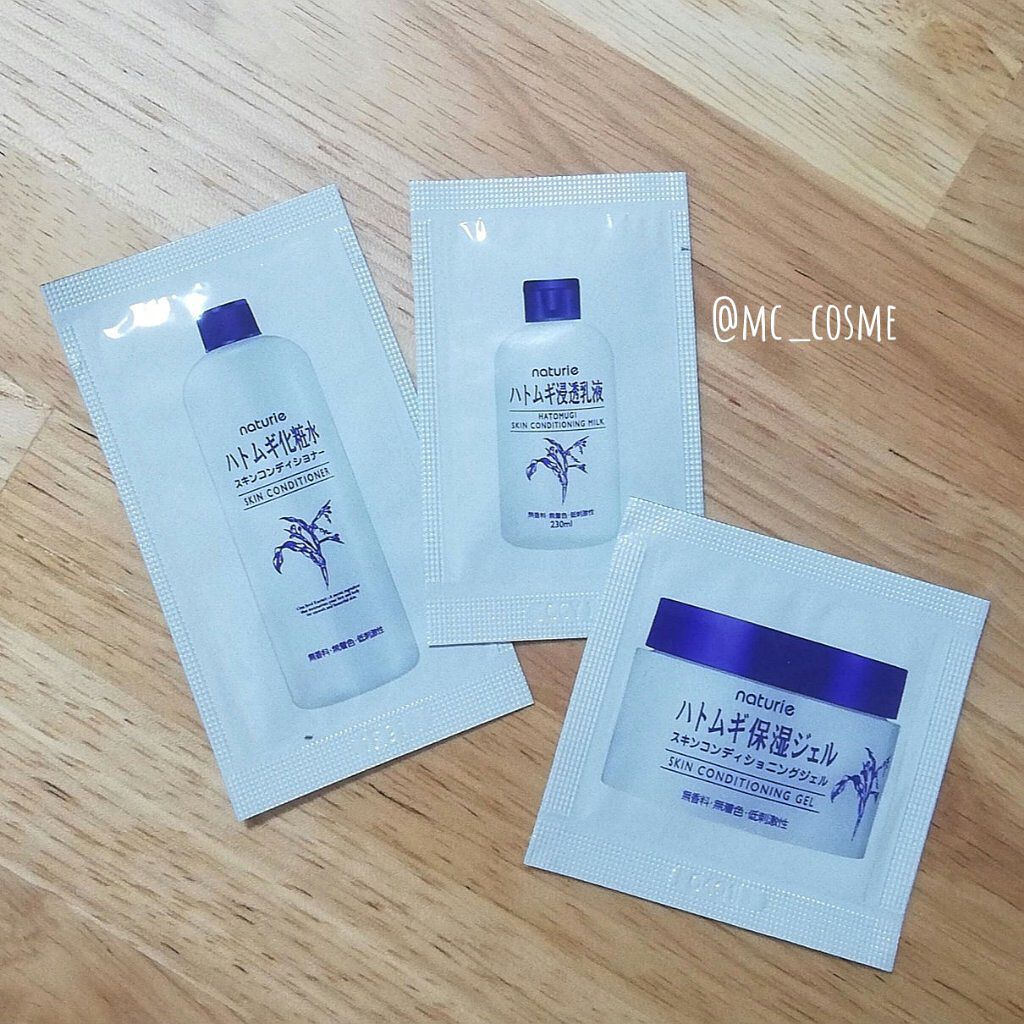 naturie
ハトムギ化粧水
スキンコンディショナー
SKIN CONDITIONER
無香料・無着色・低刺激性
naturie
ハトムギ浸透乳液
HATOMUGI
SKIN CONDITIONING MILK
無香料・無着色・低刺激性
230ml
@MC_COSME
naturie
ハトムギ保湿ジェル
スキンコンディショニングジェル
SKIN CONDITIONING GEL
無香料・無着色・低刺激性